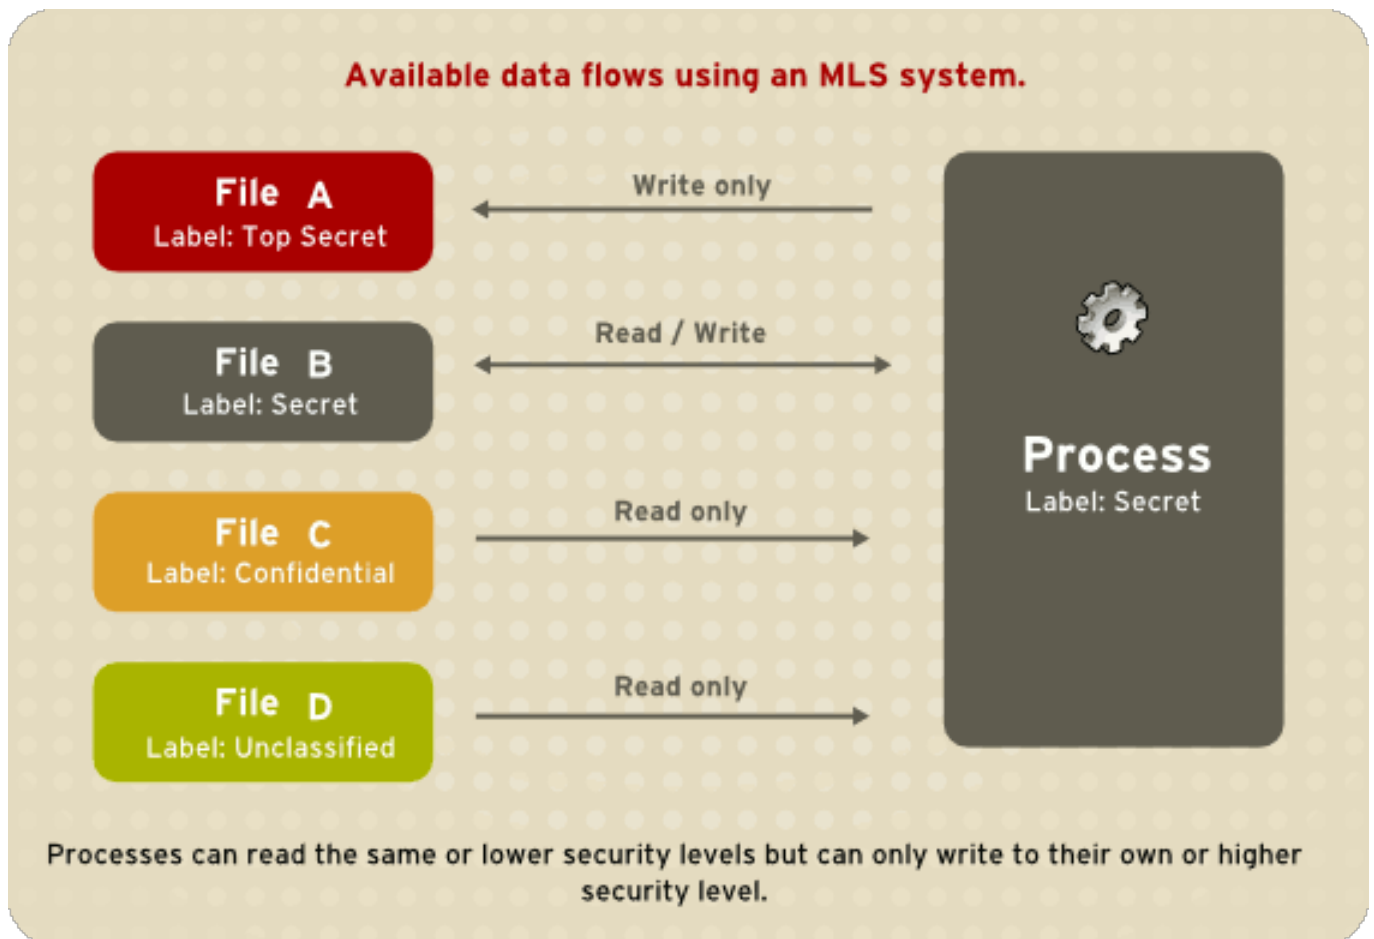 Available data flows using an MLS system.
File A
Label: Top Secret
Write only
File B
Label: Secret
Read / Write
File C
Label: Confidential
Read only
File D
Label: Unclassified
Read only
Process
Label: Secret
Processes can read the same or lower security levels but can only write to their own or higher
security level.